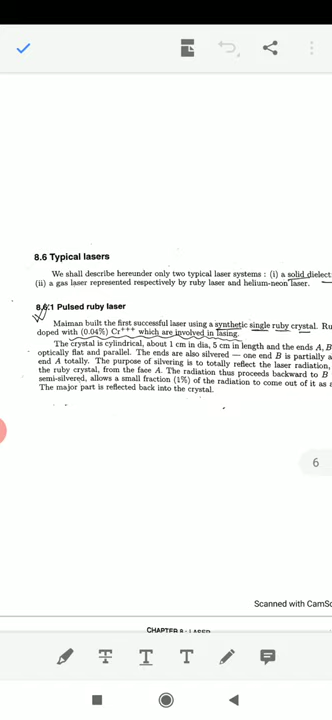 8.6 Typical lasers
We shall describe hereunder only two typical laser systems : (i) a solid dielect
(ii) a gas laser represented respectively by ruby laser and helium-neon laser.
8.6.1 Pulsed ruby laser
Maiman built the first successful laser using a synthetic single ruby crystal. Ru
doped with (0.04%) Cr+++ which are involved in lasing.
The crystal is cylindrical, about 1 cm in dia, 5 cm in length and the ends A, B
optically flat and parallel. The ends are also silvered — one end B is partially a
end A totally. The purpose of silvering is to totally reflect the laser radiation,
the ruby crystal, from the face A. The radiation thus proceeds backward to B
semi-silvered, allows a small fraction (1%) of the radiation to come out of it as a
The major part is reflected back into the crystal.
6
Scanned with CamSc
CHAPTER 8 : LASER
T
T
T